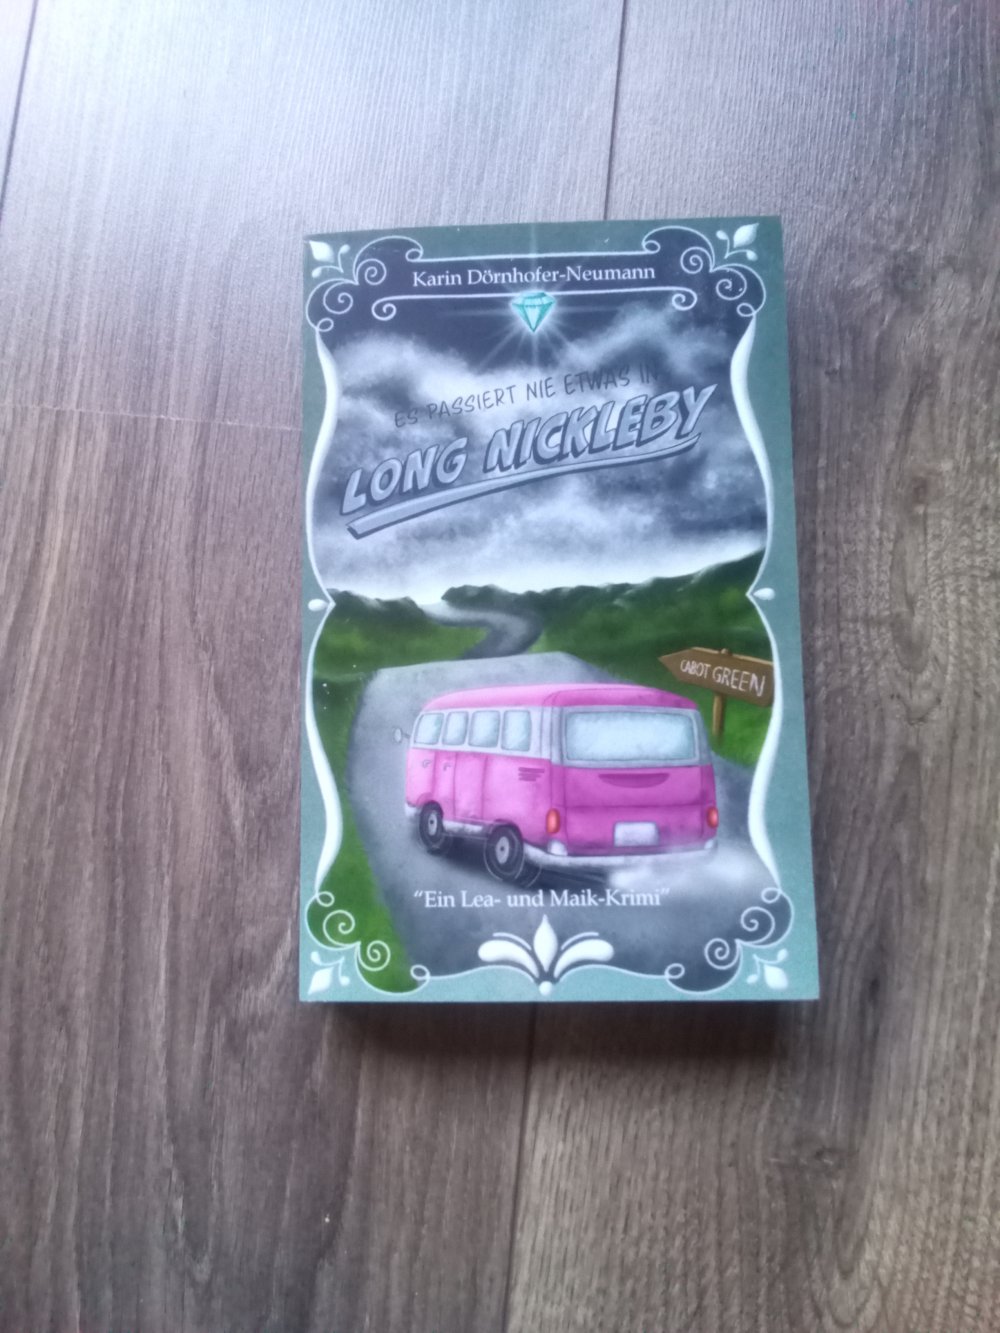 Karin Dörnhofer-Neumann
ES PASSIERT NIE ETWAS IN
LONG NICKLEBY
CABOT GREEN
"Ein Lea- und Maik-Krimi"